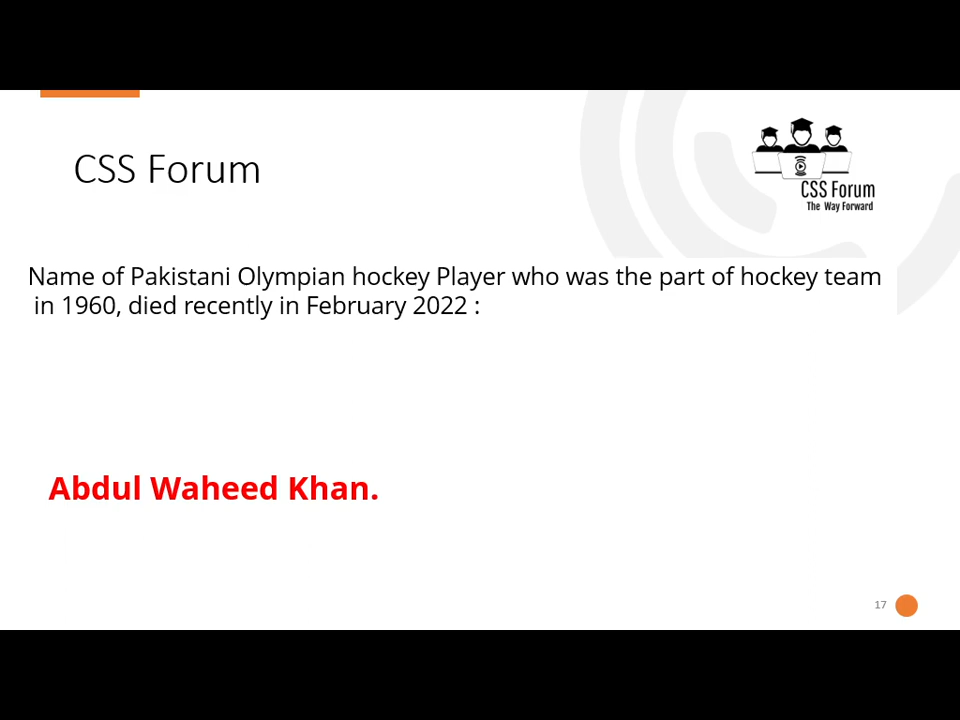 CSS Forum
CSS Forum
The Way Forward
Name of Pakistani Olympian hockey Player who was the part of hockey team
in 1960, died recently in February 2022 :
Abdul Waheed Khan.
17